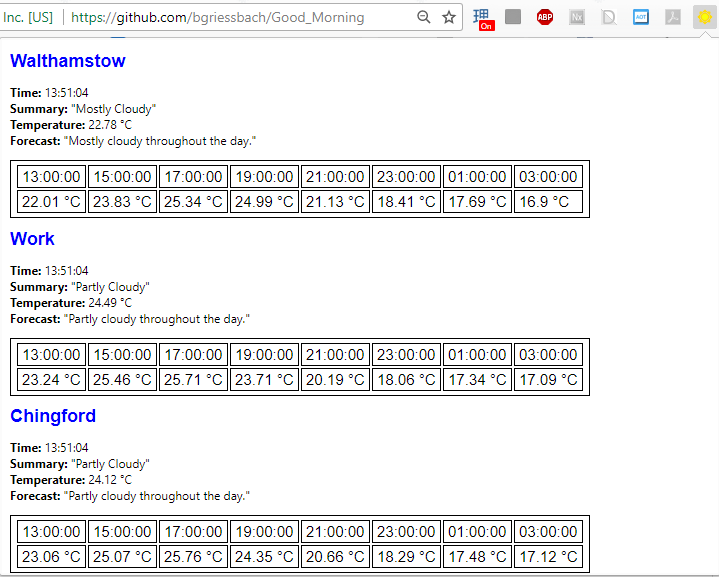 Inc. [US] | https://github.com/bgriessbach/Good_Morning
理 On ABP Nx D AOT
Walthamstow
Time: 13:51:04
Summary: "Mostly Cloudy"
Temperature: 22.78 °C
Forecast: "Mostly cloudy throughout the day."
13:00:00 15:00:00 17:00:00 19:00:00 21:00:00 23:00:00 01:00:00 03:00:00
22.01 °C 23.83 °C 25.34 °C 24.99 °C 21.13 °C 18.41 °C 17.69 °C 16.9 °C
Work
Time: 13:51:04
Summary: "Partly Cloudy"
Temperature: 24.49 °C
Forecast: "Partly cloudy throughout the day."
13:00:00 15:00:00 17:00:00 19:00:00 21:00:00 23:00:00 01:00:00 03:00:00
23.24 °C 25.46 °C 25.71 °C 23.71 °C 20.19 °C 18.06 °C 17.34 °C 17.09 °C
Chingford
Time: 13:51:04
Summary: "Partly Cloudy"
Temperature: 24.12 °C
Forecast: "Partly cloudy throughout the day."
13:00:00 15:00:00 17:00:00 19:00:00 21:00:00 23:00:00 01:00:00 03:00:00
23.06 °C 25.07 °C 25.76 °C 24.35 °C 20.66 °C 18.29 °C 17.48 °C 17.12 °C